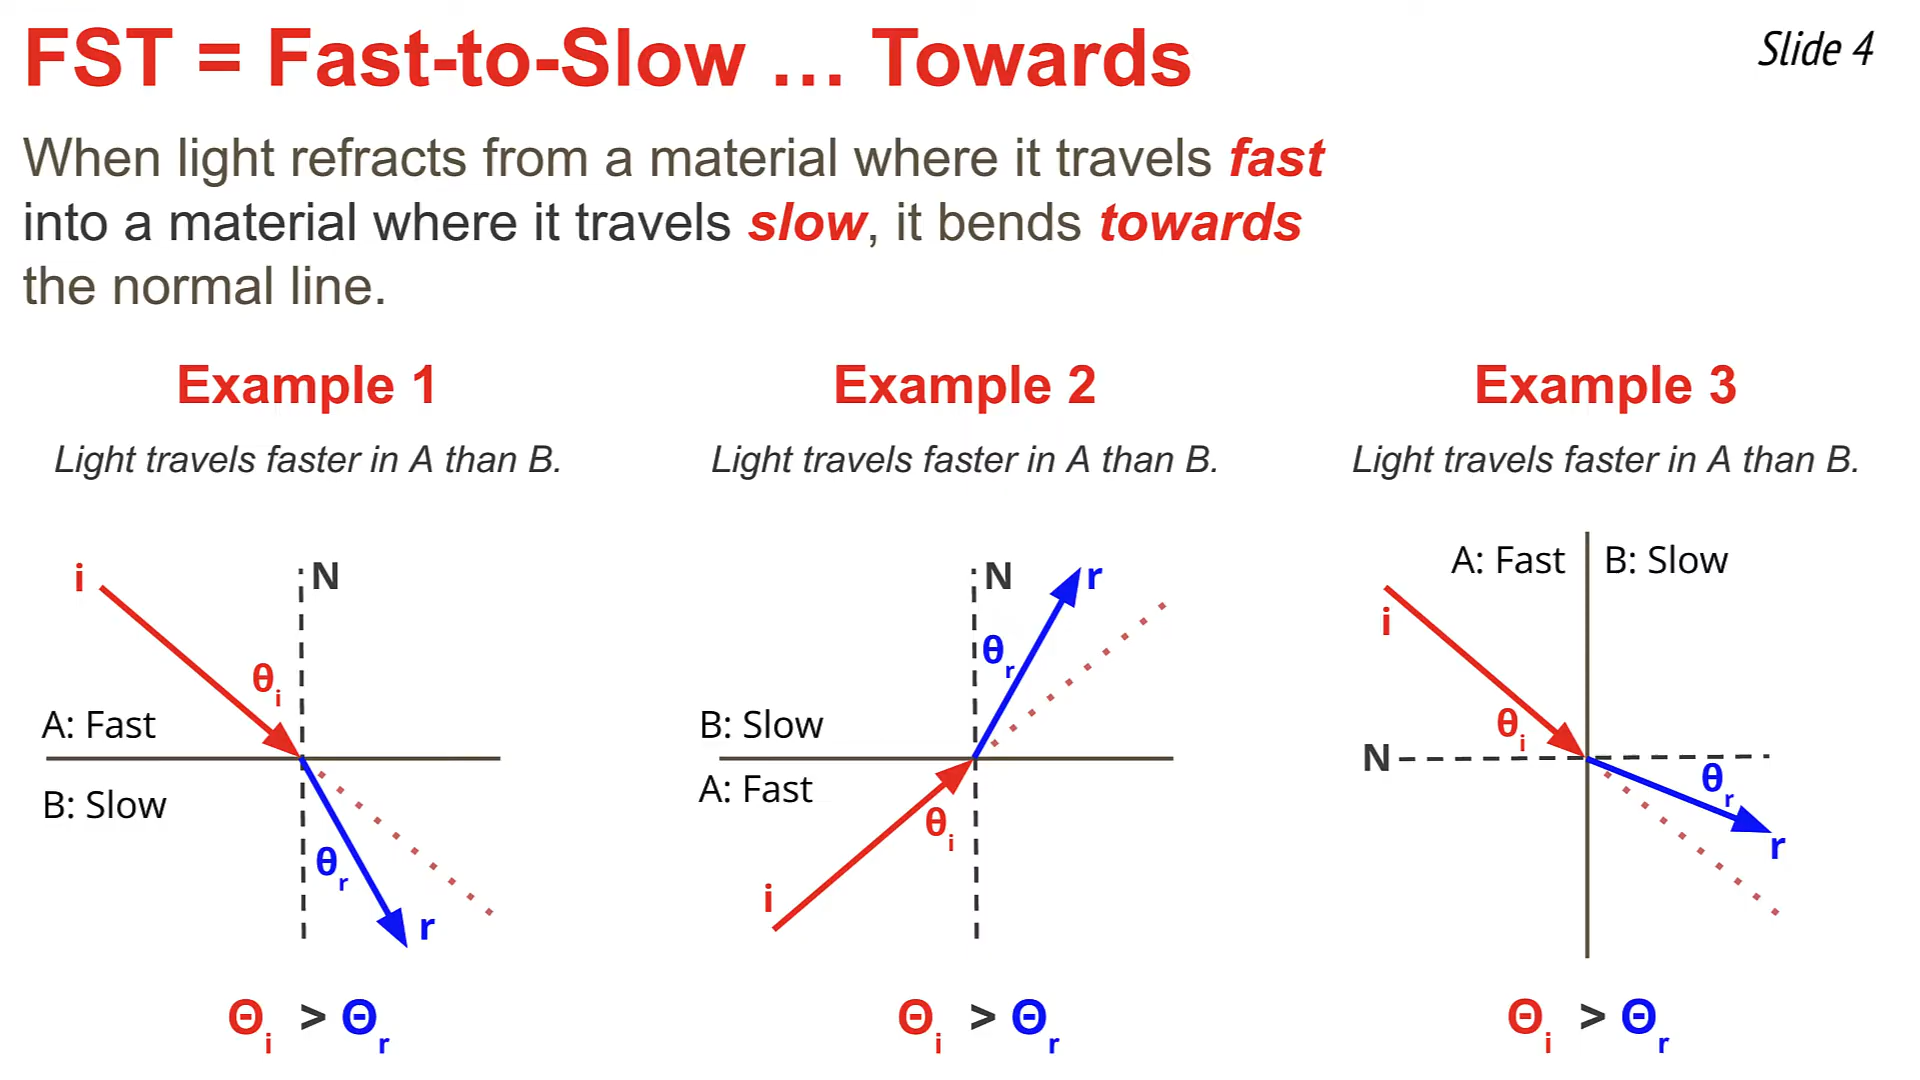 FST = Fast-to-Slow … Towards
Slide 4
When light refracts from a material where it travels fast
into a material where it travels slow, it bends towards
the normal line.
Example 1
Light travels faster in A than B.
i
N
θi
A: Fast
B: Slow
θr
r
Θi > Θr
Example 2
Light travels faster in A than B.
N
r
θr
B: Slow
A: Fast
θi
i
Θi > Θr
Example 3
Light travels faster in A than B.
A: Fast
B: Slow
i
θi
N
θr
r
Θi > Θr